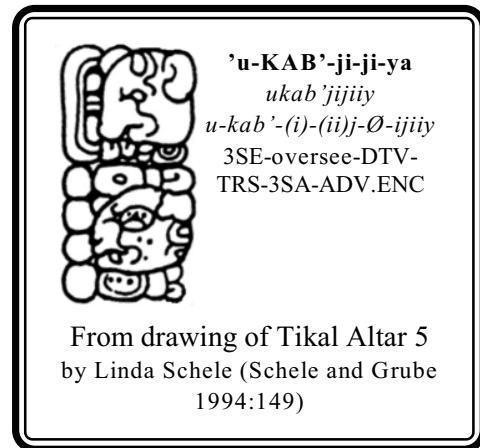 ’u-KAB’-ji-ji-ya
ukab’jijiiy
u-kab’-(i)-(ii)j-Ø-ijiiy
3SE-oversee-DTV-
TRS-3SA-ADV.ENC
From drawing of Tikal Altar 5
by Linda Schele (Schele and Grube
1994:149)